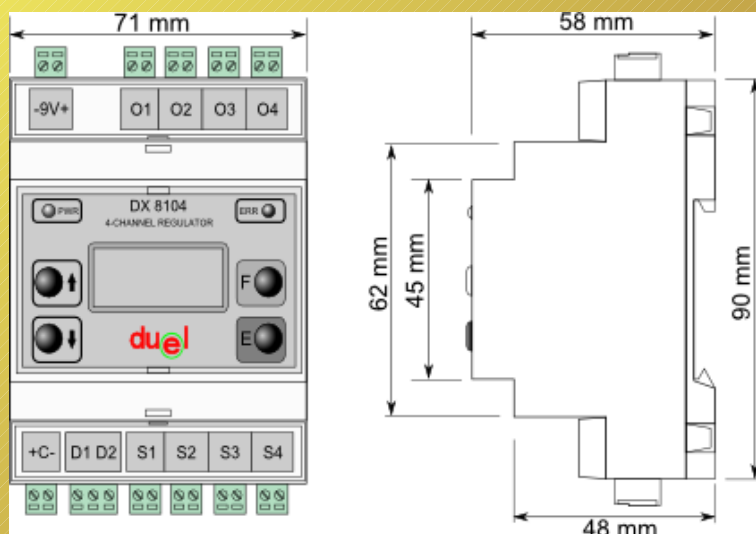 71 mm
58 mm
-9V+ O1 O2 O3 O4
PWR DX 8104 ERR
4-CHANNEL REGULATOR
F
duel E
62 mm
45 mm
90 mm
+C- D1 D2 S1 S2 S3 S4
48 mm